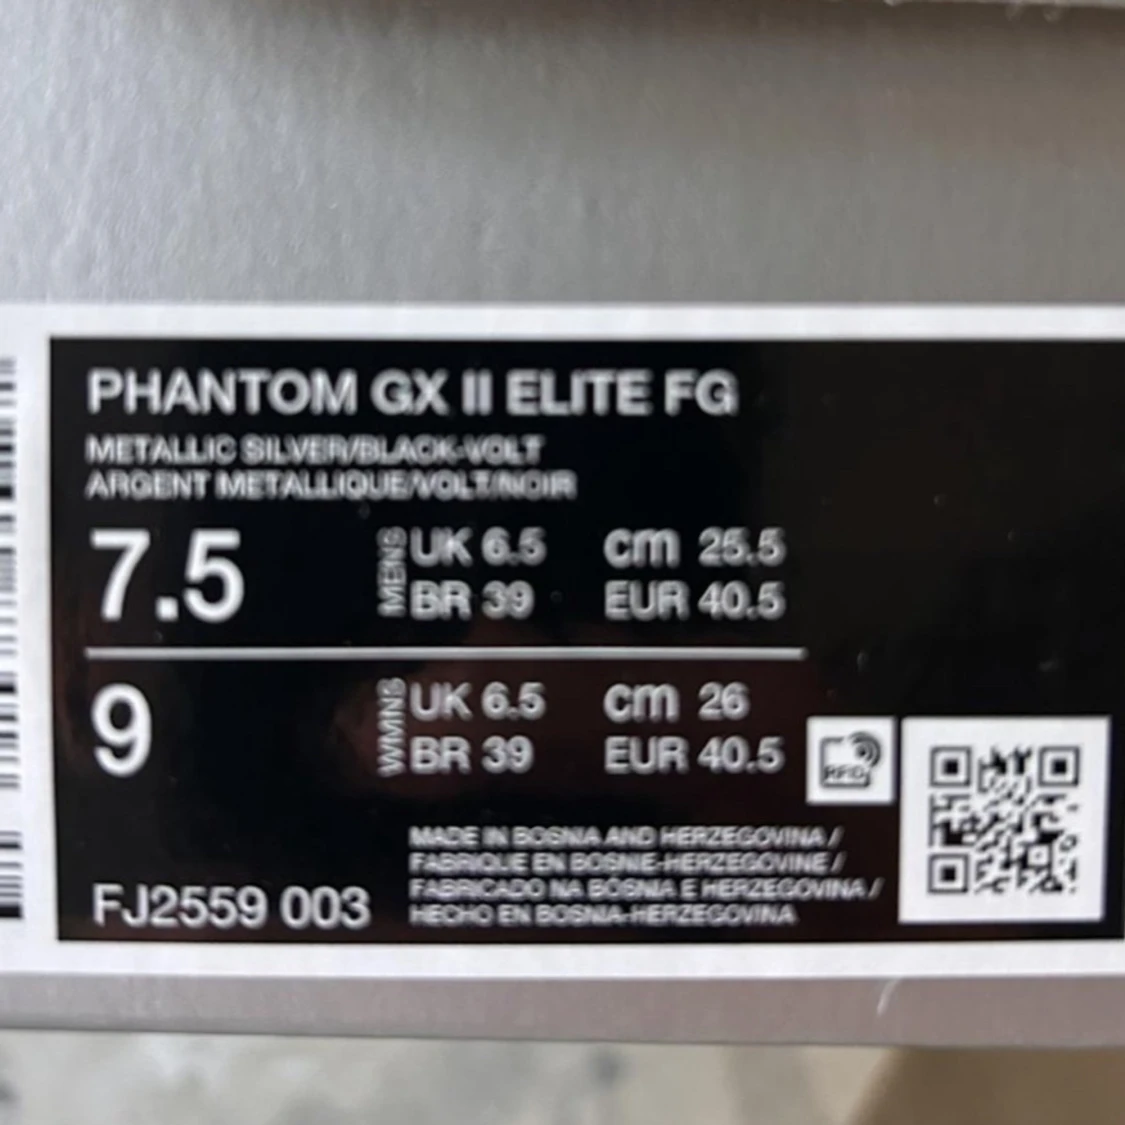 PHANTOM GX II ELITE FG
METALLIC SILVER/BLACK-VOLT
ARGENT METALLIQUE/VOLT/NOIR
7.5 MENS UK 6.5 cm 25.5
BR 39 EUR 40.5
9 WMNS UK 6.5 cm 26
BR 39 EUR 40.5
RFID
MADE IN BOSNIA AND HERZEGOVINA /
FABRIQUE EN BOSNIE-HERZEGOVINE /
FABRICADO NA BÓSNIA E HERZEGOVINA /
HECHO EN BOSNIA-HERZEGOVINA
FJ2559 003